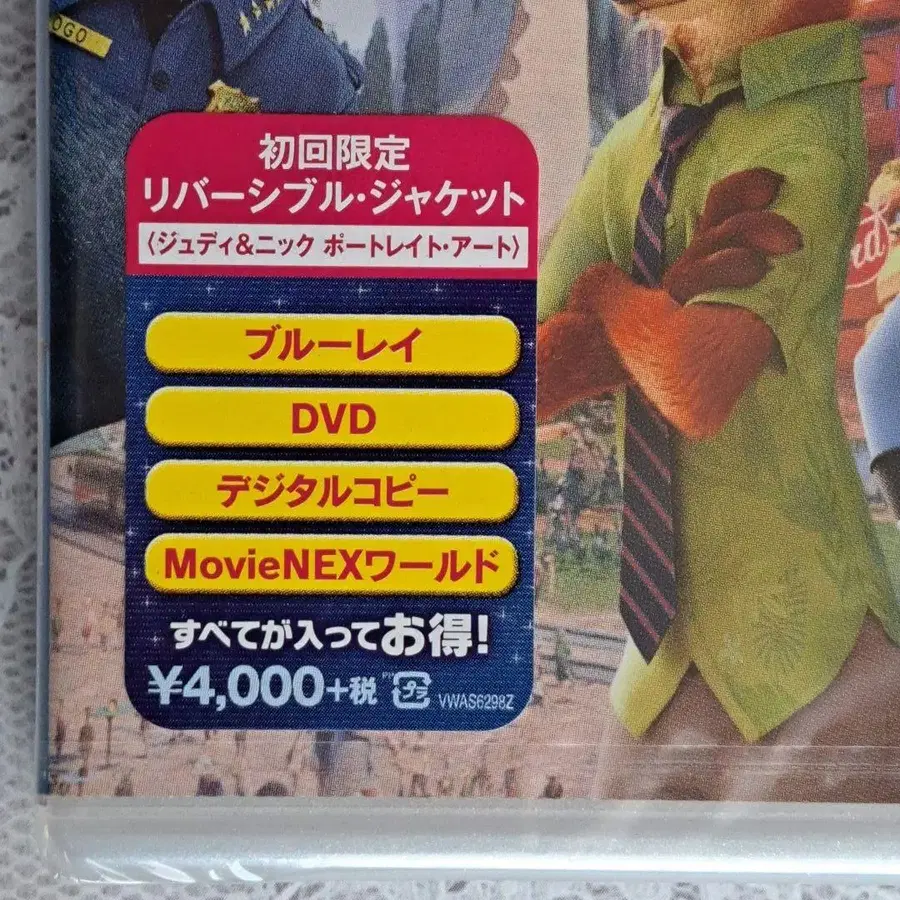 OGO
初回限定
リバーシブル・ジャケット
〈ジュディ&ニック ポートレイト・アート〉
ブルーレイ
DVD
デジタルコピー
MovieNEXワールド
すべてが入ってお得!
¥4,000+税
プラ
VWAS6298Z